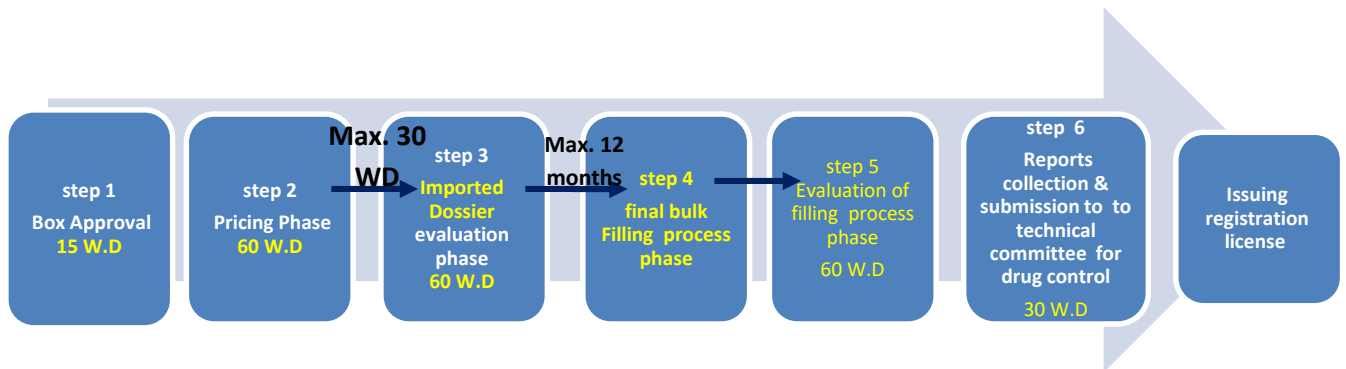 step 1
Box Approval
15 W.D
step 2
Pricing Phase
60 W.D
Max. 30
WD
step 3
Imported
Dossier
evaluation
phase
60 W.D
Max. 12
months
step 4
final bulk
Filling process
phase
step 5
Evaluation of
filling process
phase
60 W.D
step 6
Reports
collection &
submission to to
technical
committee for
drug control
30 W.D
Issuing
registration
license